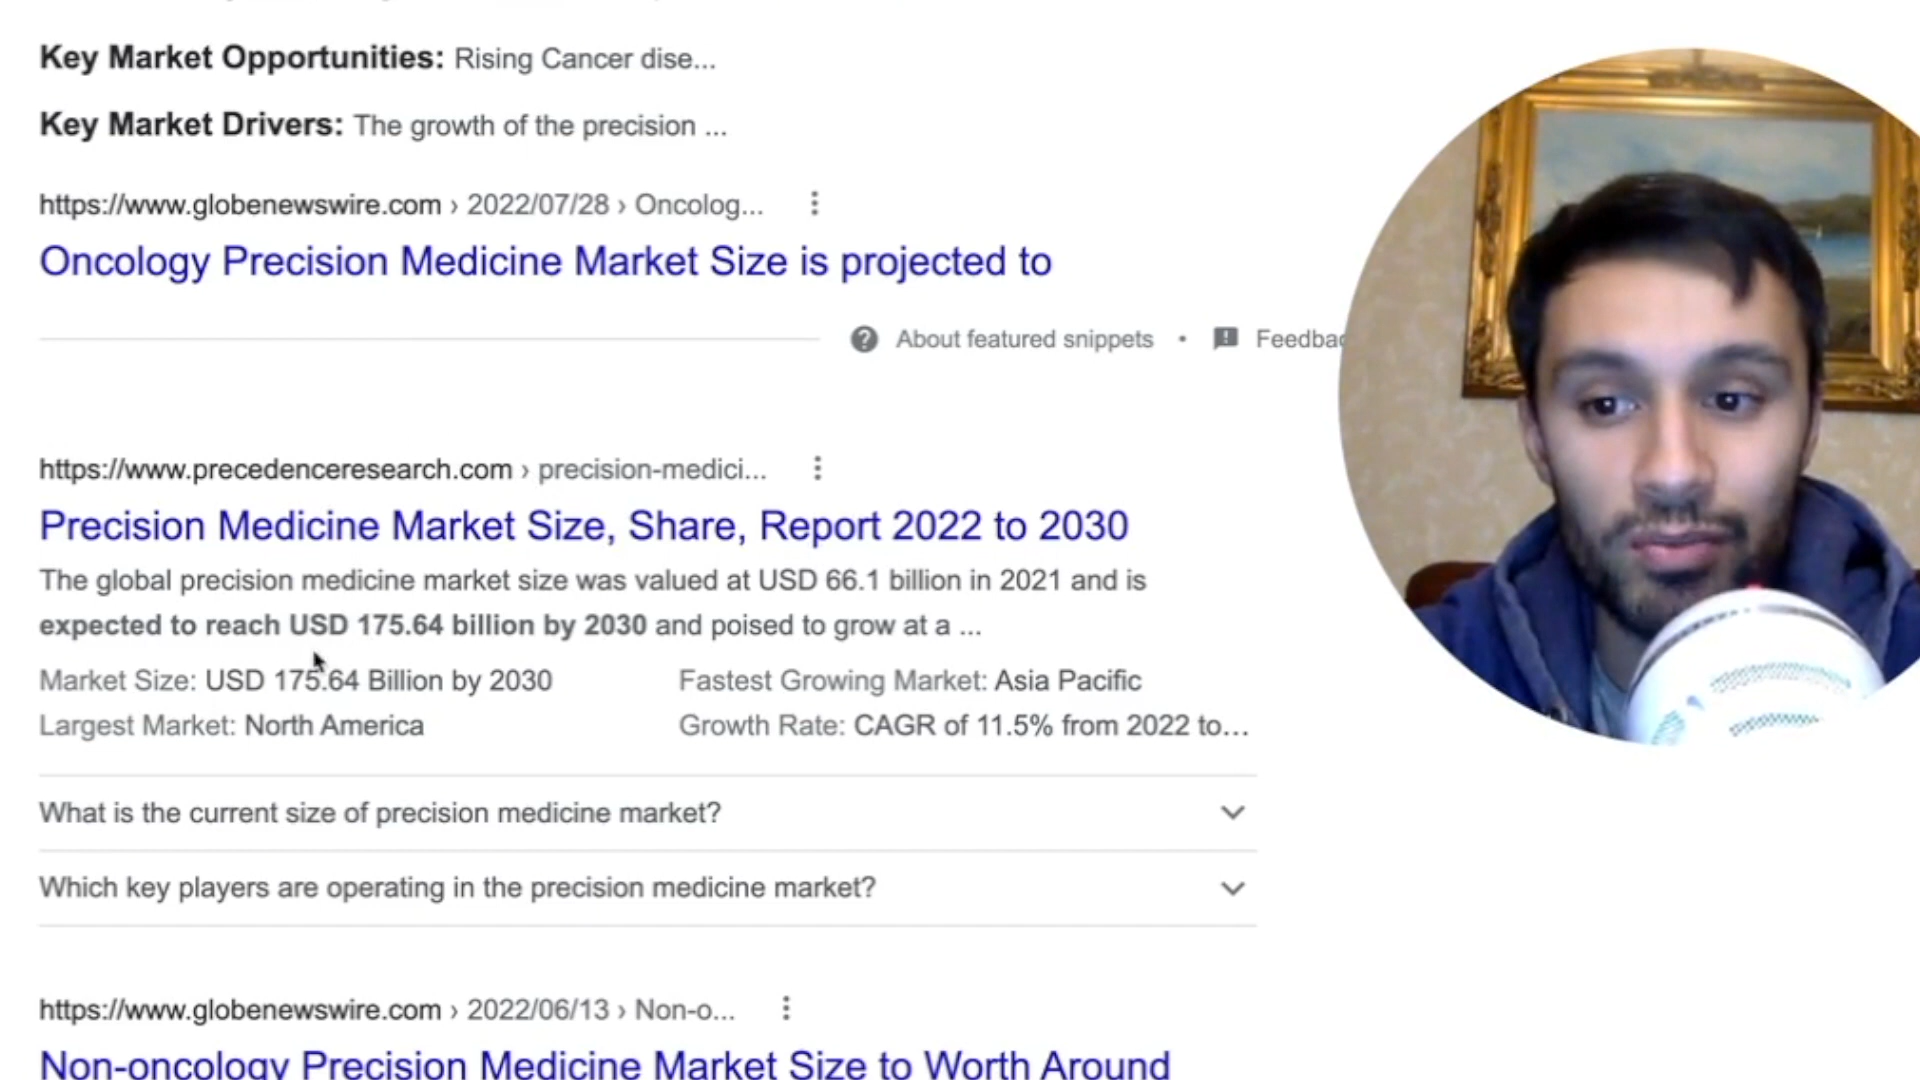 Key Market Opportunities: Rising Cancer dise...
Key Market Drivers: The growth of the precision ...
https://www.globenewswire.com › 2022/07/28 › Oncolog...
Oncology Precision Medicine Market Size is projected to
About featured snippets • Feedbac
https://www.precedenceresearch.com › precision-medici...
Precision Medicine Market Size, Share, Report 2022 to 2030
The global precision medicine market size was valued at USD 66.1 billion in 2021 and is
expected to reach USD 175.64 billion by 2030 and poised to grow at a ...
Market Size: USD 175.64 Billion by 2030
Fastest Growing Market: Asia Pacific
Largest Market: North America
Growth Rate: CAGR of 11.5% from 2022 to...
What is the current size of precision medicine market?
Which key players are operating in the precision medicine market?
https://www.globenewswire.com › 2022/06/13 › Non-o...
Non-oncology Precision Medicine Market Size to Worth Around